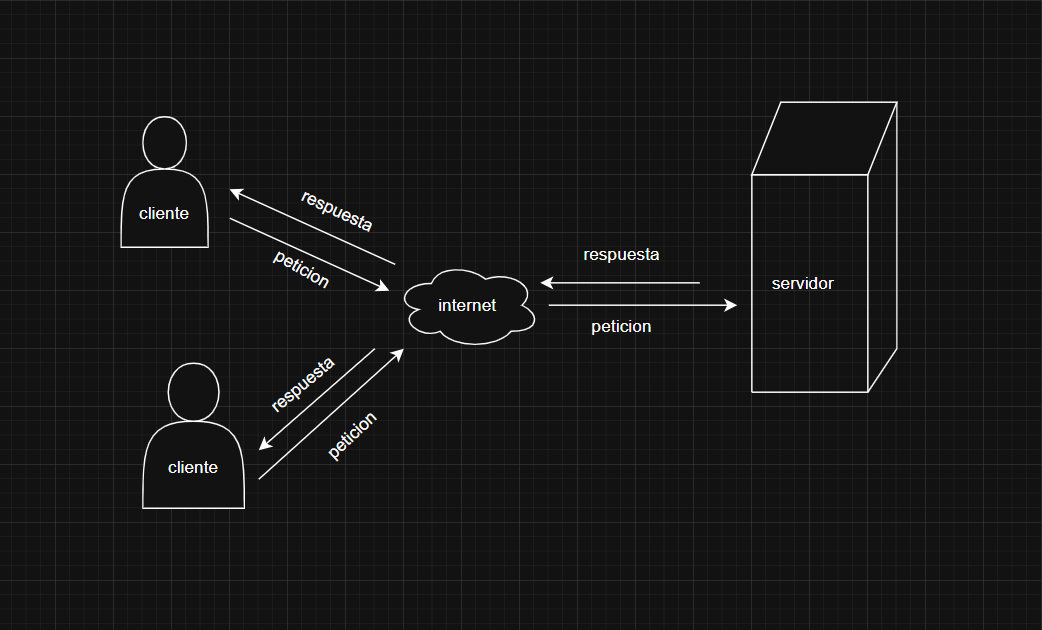 cliente
respuesta
peticion
internet
respuesta
peticion
servidor
respuesta
peticion
cliente